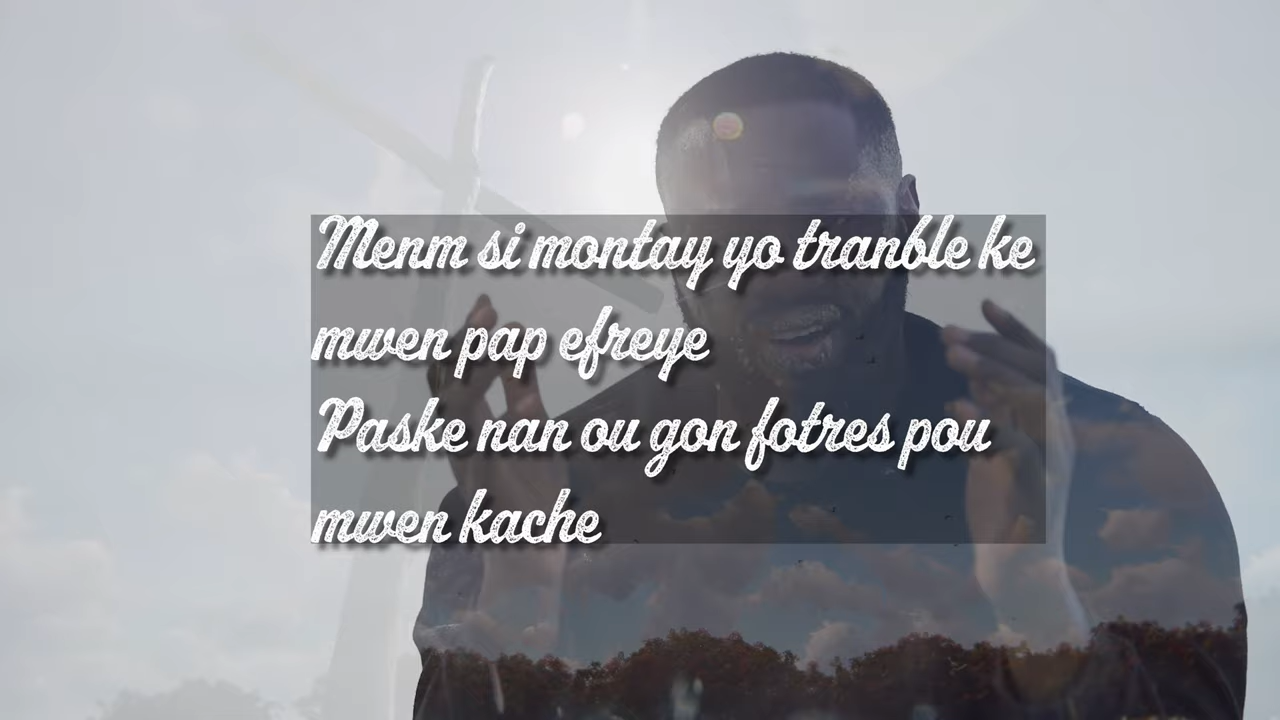 Menm si montay yo tranble ke
mwen pap efreye
Paske nan ou gon fotres pou
mwen kache